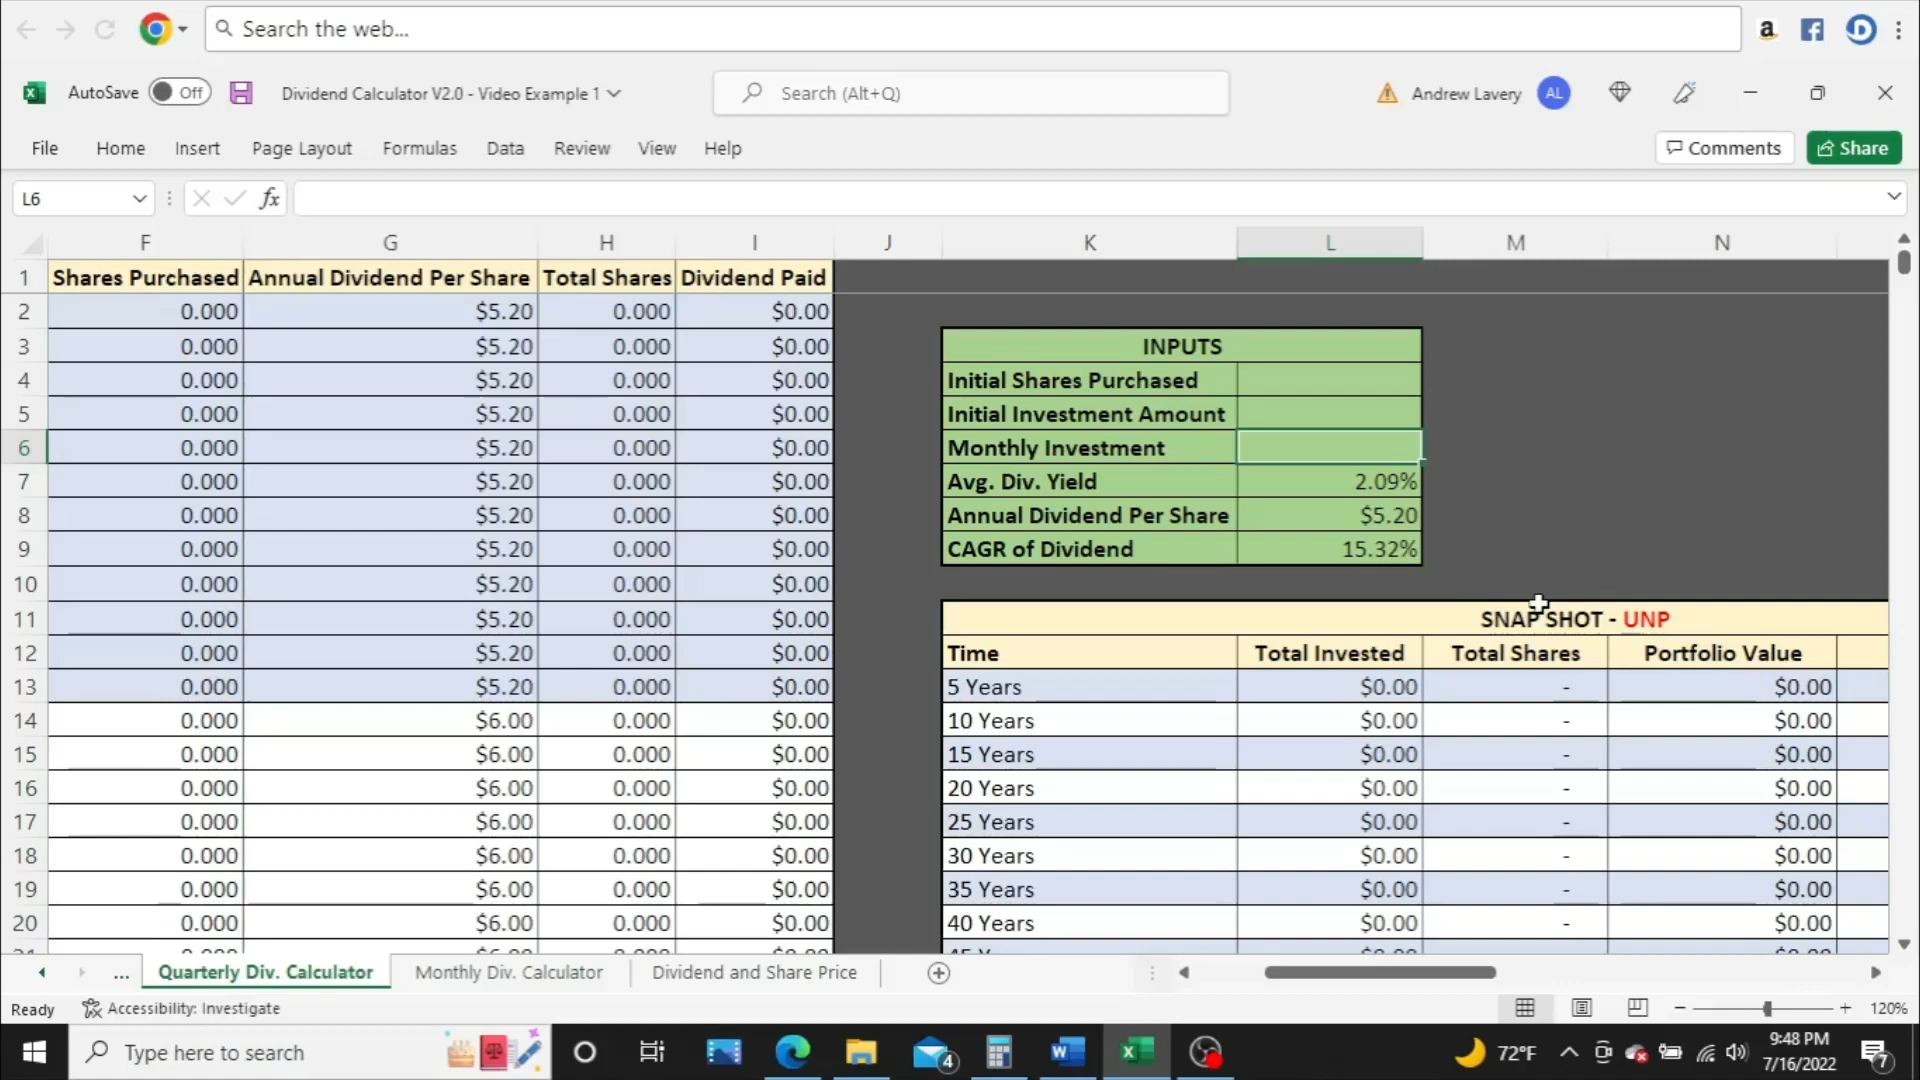 Search the web...
AutoSave Off Dividend Calculator V2.0 - Video Example 1 Search (Alt+Q) Andrew Lavery AL
File Home Insert Page Layout Formulas Data Review View Help Comments Share
L6 fx
F G H I J K L M N
1 Shares Purchased Annual Dividend Per Share Total Shares Dividend Paid
2 0.000 $5.20 0.000 $0.00
3 0.000 $5.20 0.000 $0.00 INPUTS
4 0.000 $5.20 0.000 $0.00 Initial Shares Purchased
5 0.000 $5.20 0.000 $0.00 Initial Investment Amount
6 0.000 $5.20 0.000 $0.00 Monthly Investment
7 0.000 $5.20 0.000 $0.00 Avg. Div. Yield 2.09%
8 0.000 $5.20 0.000 $0.00 Annual Dividend Per Share $5.20
9 0.000 $5.20 0.000 $0.00 CAGR of Dividend 15.32%
10 0.000 $5.20 0.000 $0.00
11 0.000 $5.20 0.000 $0.00 SNAP SHOT - UNP
12 0.000 $5.20 0.000 $0.00 Time Total Invested Total Shares Portfolio Value
13 0.000 $5.20 0.000 $0.00 5 Years $0.00 - $0.00
14 0.000 $6.00 0.000 $0.00 10 Years $0.00 - $0.00
15 0.000 $6.00 0.000 $0.00 15 Years $0.00 - $0.00
16 0.000 $6.00 0.000 $0.00 20 Years $0.00 - $0.00
17 0.000 $6.00 0.000 $0.00 25 Years $0.00 - $0.00
18 0.000 $6.00 0.000 $0.00 30 Years $0.00 - $0.00
19 0.000 $6.00 0.000 $0.00 35 Years $0.00 - $0.00
20 0.000 $6.00 0.000 $0.00 40 Years $0.00 - $0.00
... Quarterly Div. Calculator Monthly Div. Calculator Dividend and Share Price
Ready Accessibility: Investigate 120%
Type here to search 4 72°F 9:48 PM
7/16/2022 7